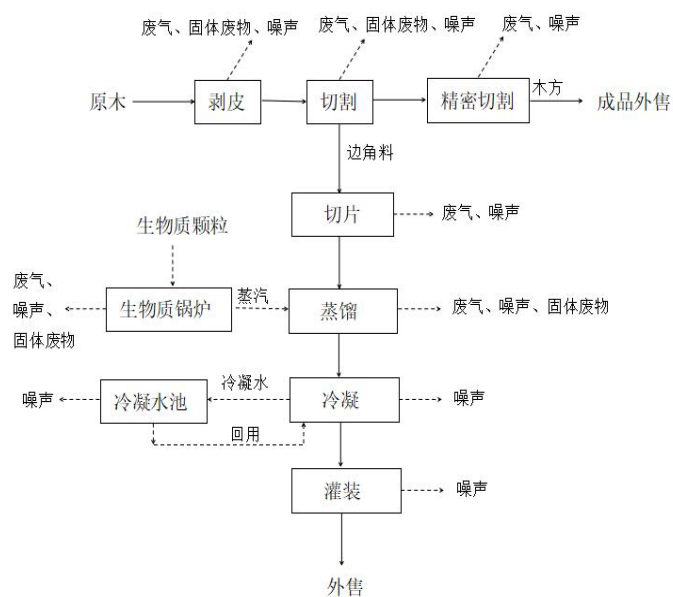 废气、固体废物、噪声
废气、固体废物、噪声
废气、噪声
原木
剥皮
切割
精密切割
木方
成品外售
边角料
切片
废气、噪声
生物质颗粒
废气、
噪声、
固体废物
生物质锅炉
蒸汽
蒸馏
废气、噪声、固体废物
噪声
冷凝水池
冷凝水
冷凝
噪声
回用
灌装
噪声
外售